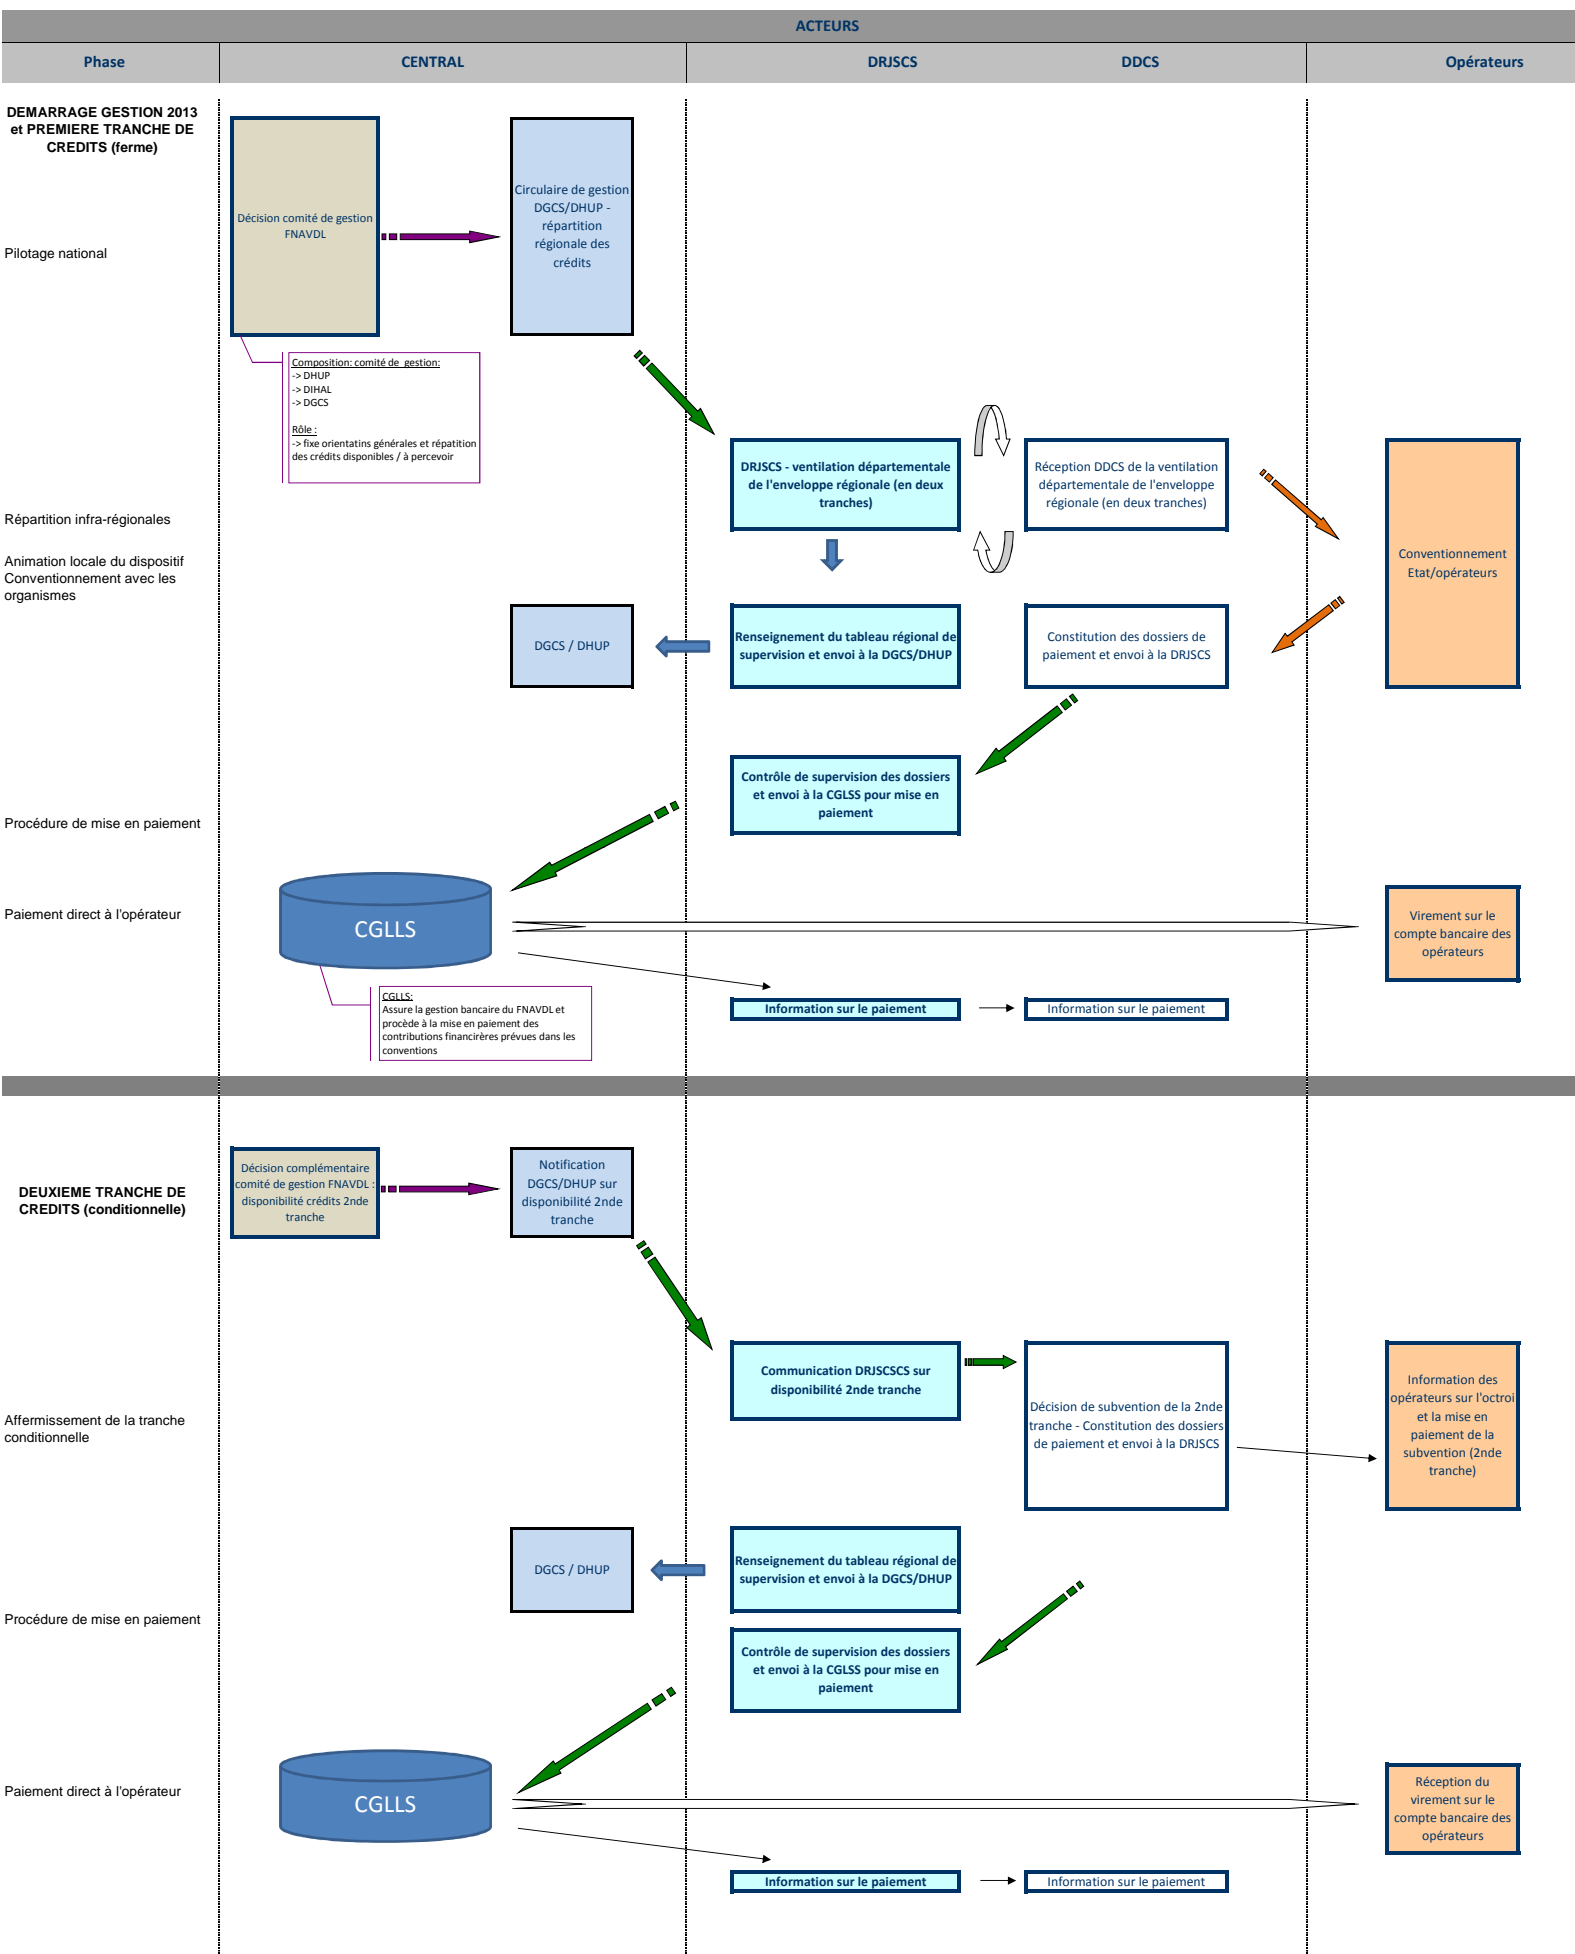 ACTEURS
Phase
CENTRAL
DRJSCS
DDCS
Opérateurs
DEMARRAGE GESTION 2013
et PREMIERE TRANCHE DE
CREDITS (ferme)
Pilotage national
Décision comité de gestion
FNAVDL
Circulaire de gestion
DGCS/DHUP -
répartition
régionale des
crédits
Composition: comité de gestion:
-> DHUP
-> DIHAL
-> DGCS
Rôle :
-> fixe orientatins générales et répatition
des crédits disponibles / à percevoir
DRJSCS - ventilation départementale
de l'enveloppe régionale (en deux
tranches)
Réception DDCS de la ventilation
départementale de l'enveloppe
régionale (en deux tranches)
Répartition infra-régionales
Animation locale du dispositif
Conventionnement avec les
organismes
Conventionnement
Etat/opérateurs
DGCS / DHUP
Renseignement du tableau régional de
supervision et envoi à la DGCS/DHUP
Constitution des dossiers de
paiement et envoi à la DRJSCS
Contrôle de supervision des dossiers
et envoi à la CGLSS pour mise en
paiement
Procédure de mise en paiement
Paiement direct à l'opérateur
CGLLS
Virement sur le
compte bancaire des
opérateurs
CGLLS:
Assure la gestion bancaire du FNAVDL et
procède à la mise en paiement des
contributions financirères prévues dans les
conventions
Information sur le paiement
Information sur le paiement
DEUXIEME TRANCHE DE
CREDITS (conditionnelle)
Décision complémentaire
comité de gestion FNAVDL :
disponibilité crédits 2nde
tranche
Notification
DGCS/DHUP sur
disponibilité 2nde
tranche
Communication DRJSCSCS sur
disponibilité 2nde tranche
Décision de subvention de la 2nde
tranche - Constitution des dossiers
de paiement et envoi à la DRJSCS
Information des
opérateurs sur l'octroi
et la mise en
paiement de la
subvention (2nde
tranche)
Affermissement de la tranche
conditionnelle
DGCS / DHUP
Renseignement du tableau régional de
supervision et envoi à la DGCS/DHUP
Procédure de mise en paiement
Contrôle de supervision des dossiers
et envoi à la CGLSS pour mise en
paiement
Paiement direct à l'opérateur
CGLLS
Réception du
virement sur le
compte bancaire des
opérateurs
Information sur le paiement
Information sur le paiement